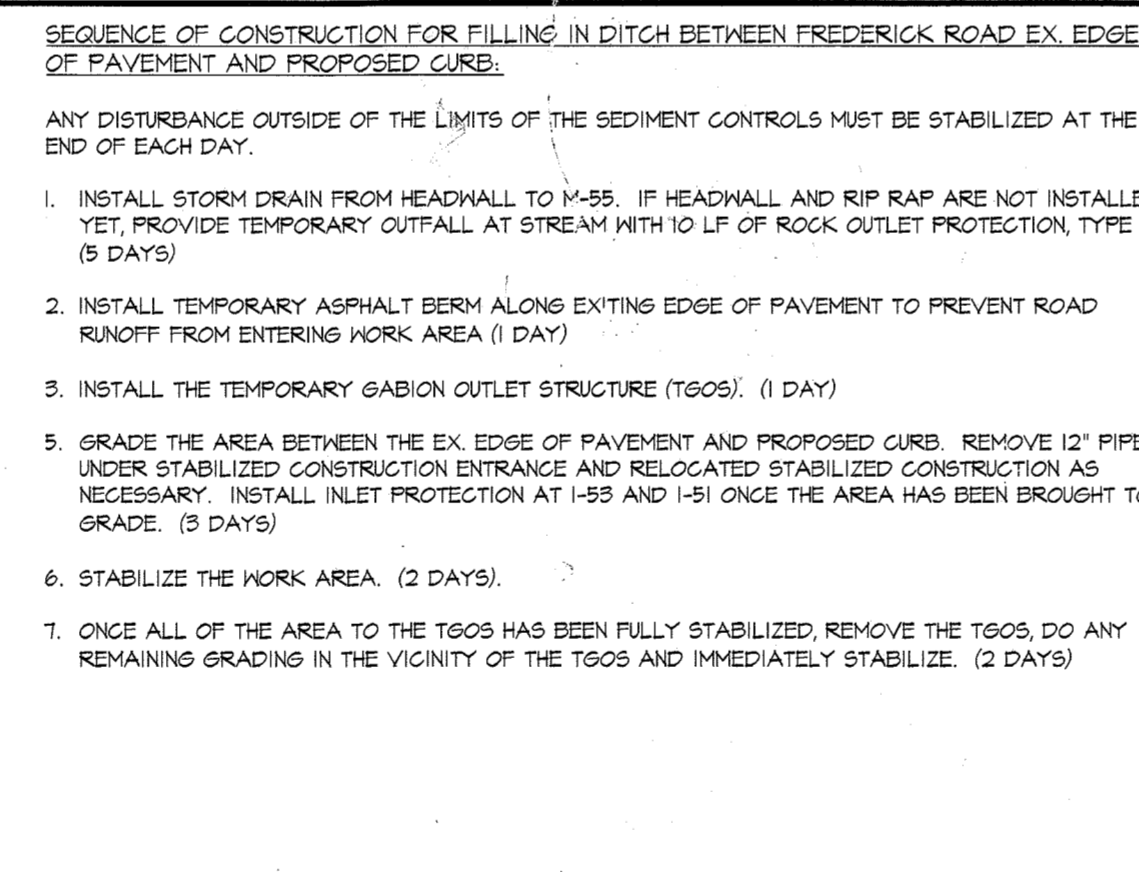 SEQUENCE OF CONSTRUCTION FOR FILLING IN DITCH BETWEEN FREDERICK ROAD EX. EDGE
OF PAVEMENT AND PROPOSED CURB:
ANY DISTURBANCE OUTSIDE OF THE LIMITS OF THE SEDIMENT CONTROLS MUST BE STABILIZED AT THE
END OF EACH DAY.
1. INSTALL STORM DRAIN FROM HEADWALL TO M-55. IF HEADWALL AND RIP RAP ARE NOT INSTALLE
YET, PROVIDE TEMPORARY OUTFALL AT STREAM WITH 10 LF OF ROCK OUTLET PROTECTION, TYPE
(5 DAYS)
2. INSTALL TEMPORARY ASPHALT BERM ALONG EXITING EDGE OF PAVEMENT TO PREVENT ROAD
RUNOFF FROM ENTERING WORK AREA (1 DAY)
3. INSTALL THE TEMPORARY GABION OUTLET STRUCTURE (TGOS). (1 DAY)
5. GRADE THE AREA BETWEEN THE EX. EDGE OF PAVEMENT AND PROPOSED CURB. REMOVE 12" PIPE
UNDER STABILIZED CONSTRUCTION ENTRANCE AND RELOCATED STABILIZED CONSTRUCTION AS
NECESSARY. INSTALL INLET PROTECTION AT I-53 AND I-51 ONCE THE AREA HAS BEEN BROUGHT TO
GRADE. (3 DAYS)
6. STABILIZE THE WORK AREA. (2 DAYS).
7. ONCE ALL OF THE AREA TO THE TGOS HAS BEEN FULLY STABILIZED, REMOVE THE TGOS, DO ANY
REMAINING GRADING IN THE VICINITY OF THE TGOS AND IMMEDIATELY STABILIZE. (2 DAYS)